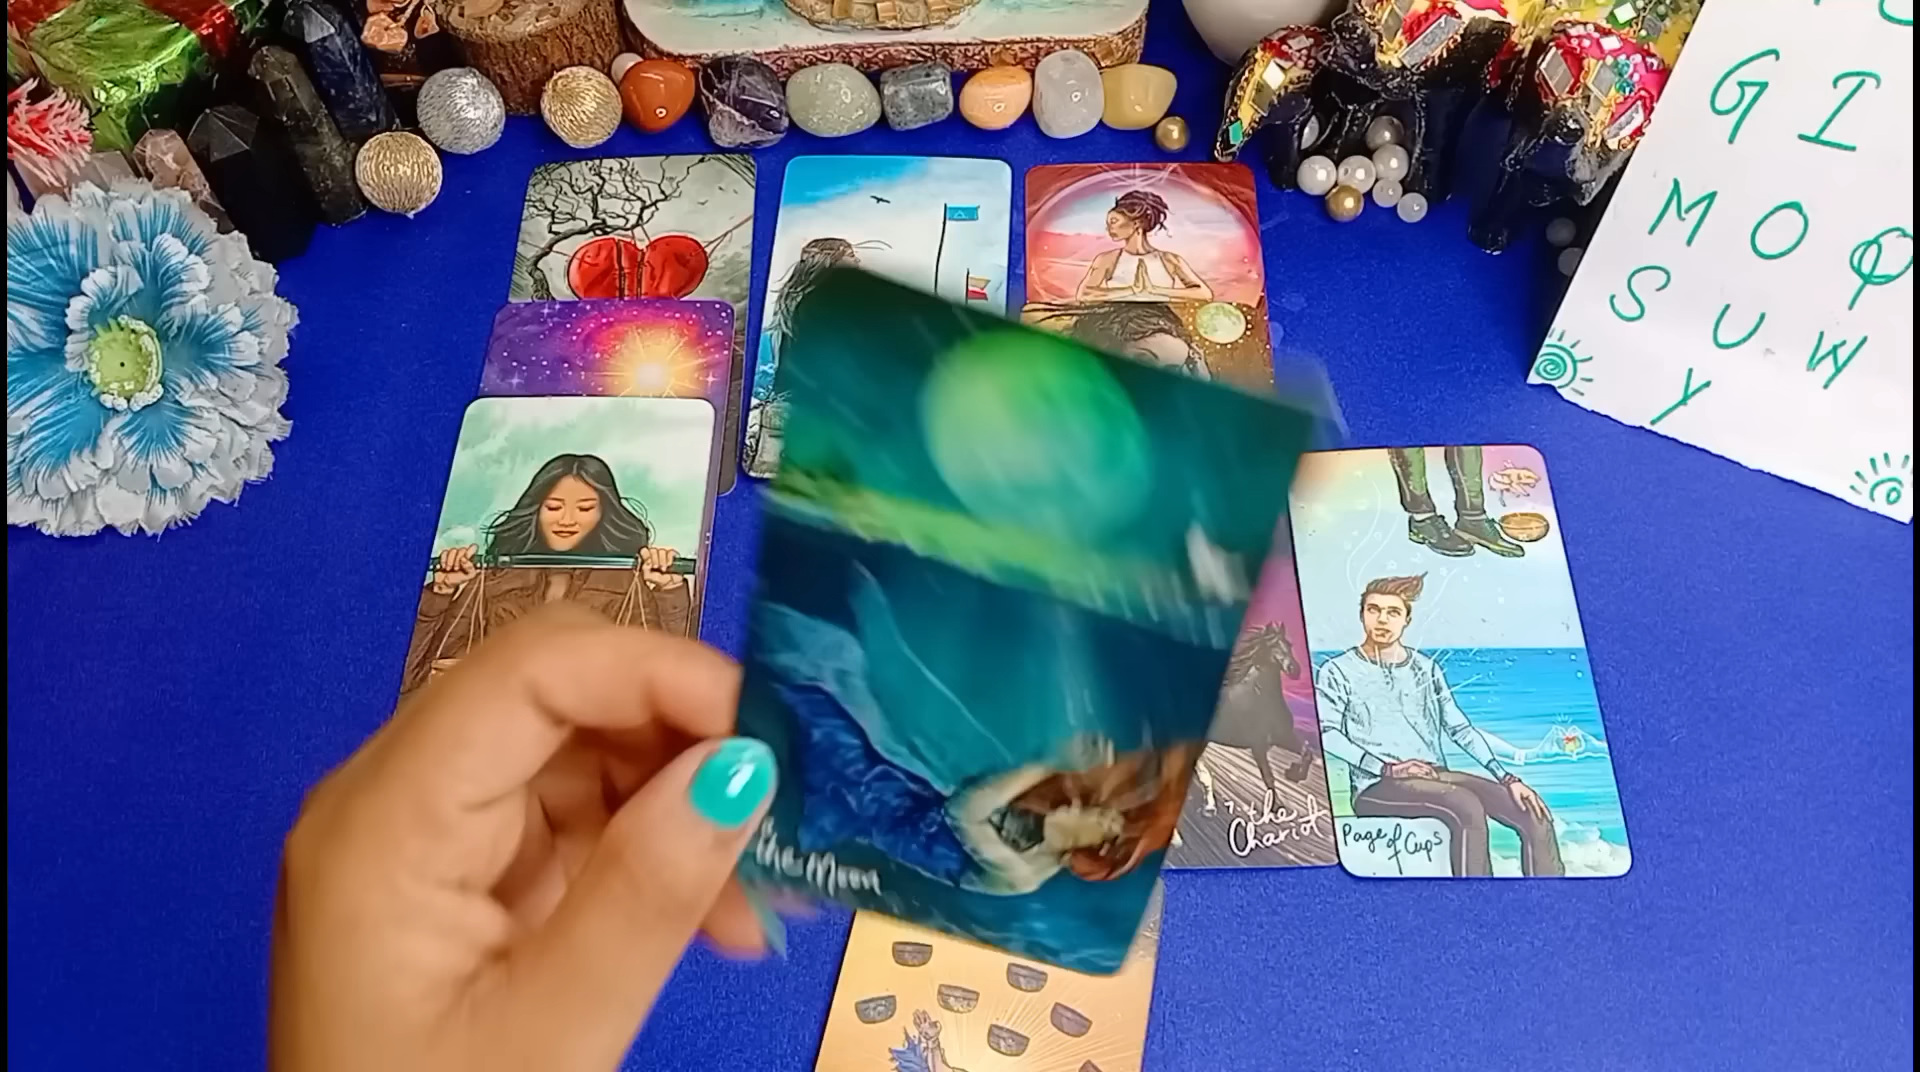 G I
M O Q
S U W
Y
7. the
Chariot
Page of Cups
The Moon